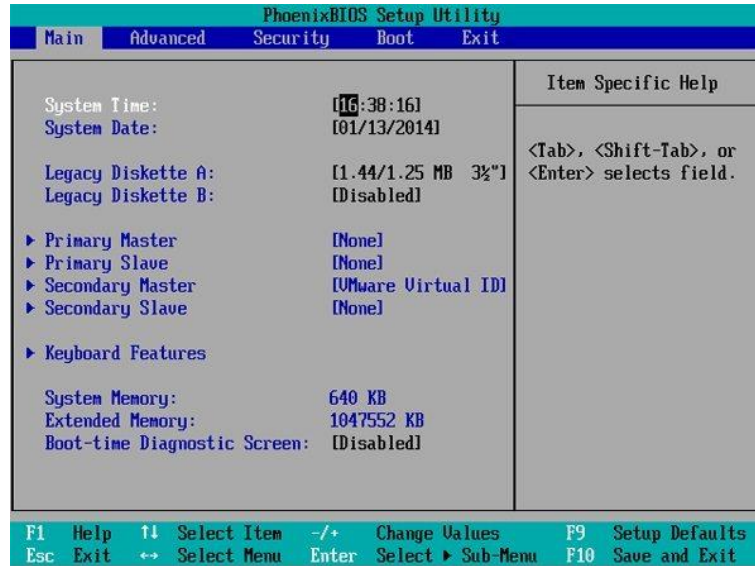 PhoenixBIOS Setup Utility
Main Advanced Security Boot Exit
Item Specific Help
System Time: [16:38:16]
System Date: [01/13/2014]
<Tab>, <Shift-Tab>, or
<Enter> selects field.
Legacy Diskette A: [1.44/1.25 MB 3½"]
Legacy Diskette B: [Disabled]
Primary Master [None]
Primary Slave [None]
Secondary Master [VMware Virtual ID]
Secondary Slave [None]
Keyboard Features
System Memory: 640 KB
Extended Memory: 1047552 KB
Boot-time Diagnostic Screen: [Disabled]
F1 Help ↑↓ Select Item -/+ Change Values F9 Setup Defaults
Esc Exit ↔ Select Menu Enter Select ▶ Sub-Menu F10 Save and Exit